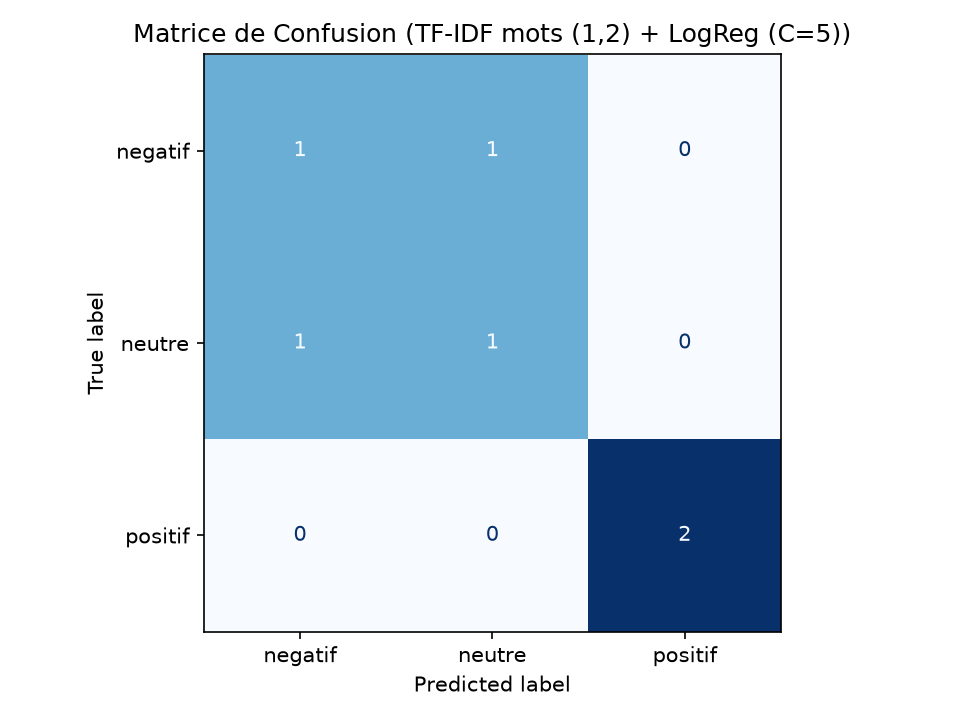 Matrice de Confusion (TF-IDF mots (1,2) + LogReg (C=5))
negatif 1 1 0
neutre 1 1 0
positif 0 0 2
True label
negatif neutre positif
Predicted label